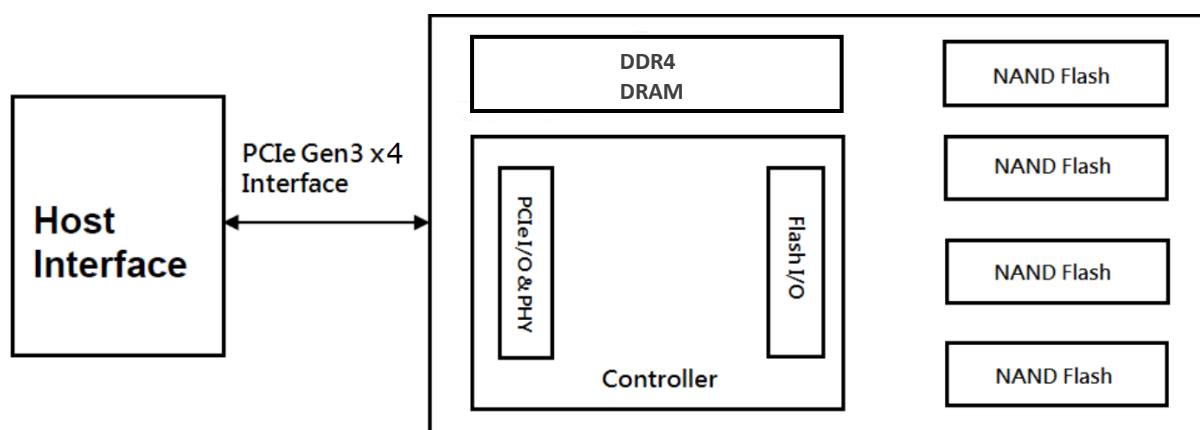 Host
Interface
PCIe Gen3 x4
Interface
DDR4
DRAM
PCIe I/O & PHY
Flash I/O
Controller
NAND Flash
NAND Flash
NAND Flash
NAND Flash